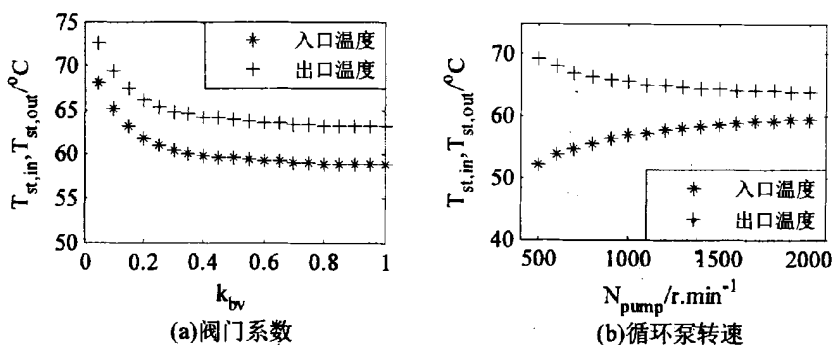 75
70
65
60
55
50
T_st,in,T_st,out/°C
* 入口温度
+ 出口温度
0 0.2 0.4 0.6 0.8 1
k_bv
(a)阀门系数
80
70
60
50
40
T_st,in,T_st,out/°C
* 入口温度
+ 出口温度
500 1000 1500 2000
N_pump/r.min⁻¹
(b)循环泵转速